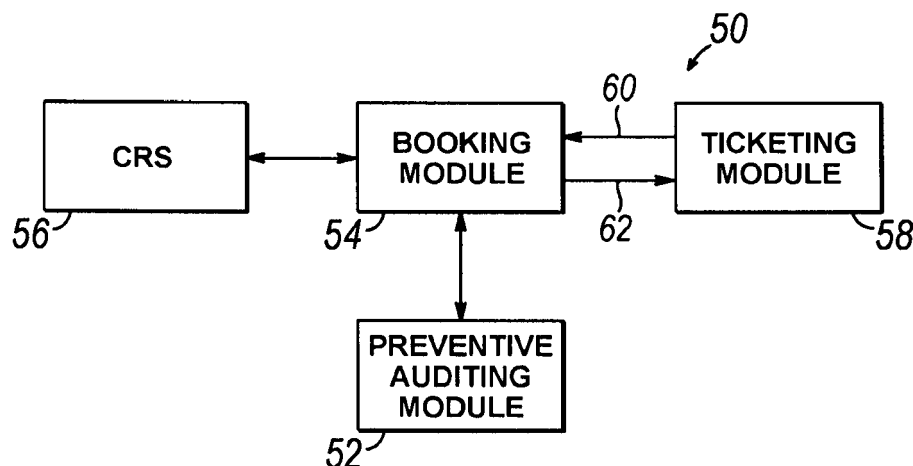 50
CRS
56
BOOKING
MODULE
54
60
62
TICKETING
MODULE
58
PREVENTIVE
AUDITING
MODULE
52